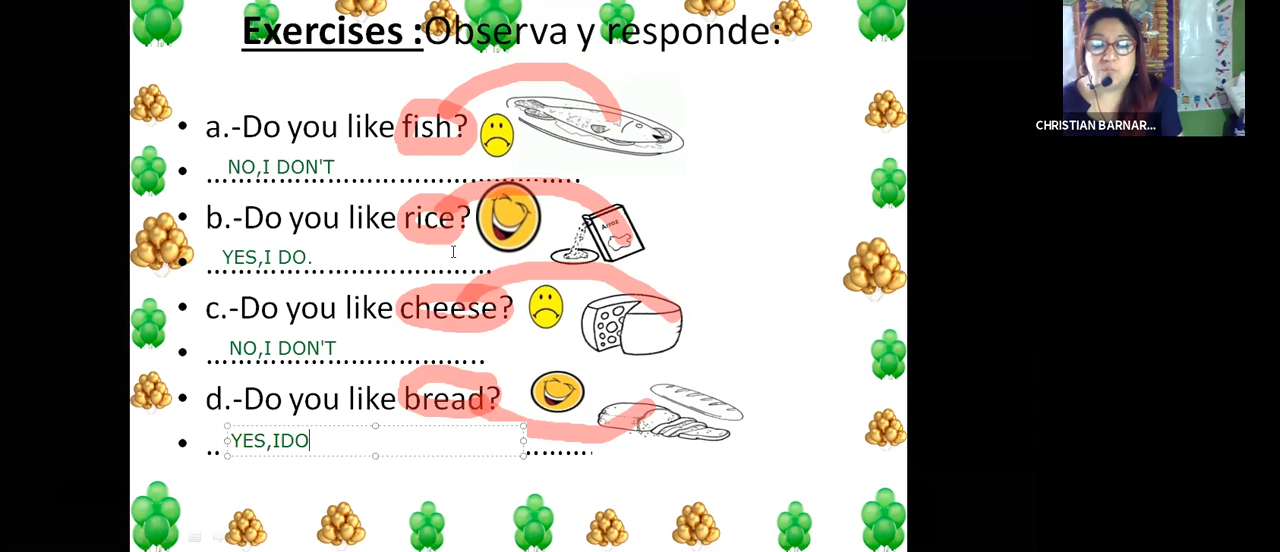 Exercises :Observa y responde:
a.-Do you like fish?
NO,I DON'T
b.-Do you like rice?
Arroz
YES,I DO.
c.-Do you like cheese?
NO,I DON'T
d.-Do you like bread?
YES,IDO
CHRISTIAN BARNAR...